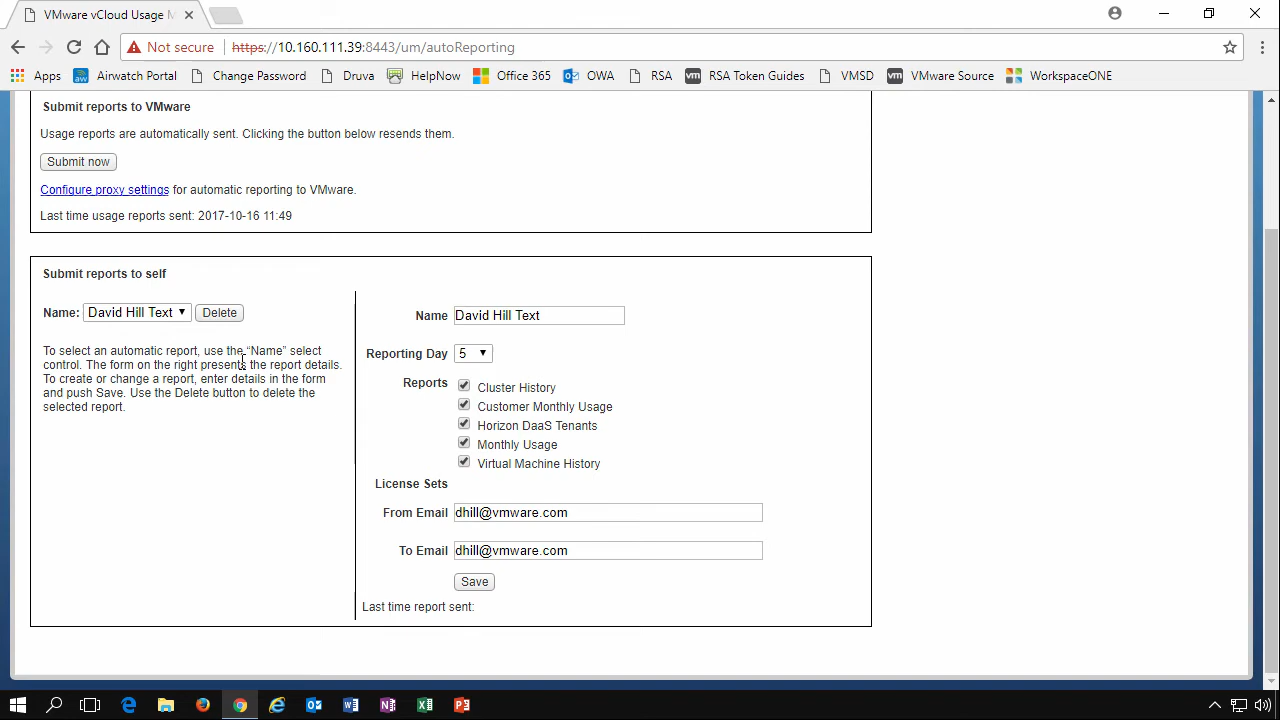 VMware vCloud Usage M
Not secure
https://10.160.111.39:8443/um/autoReporting
Apps
Airwatch Portal
Change Password
Druva
HelpNow
Office 365
OWA
RSA
RSA Token Guides
VMSD
VMware Source
WorkspaceONE
Submit reports to VMware
Usage reports are automatically sent. Clicking the button below resends them.
Submit now
Configure proxy settings for automatic reporting to VMware.
Last time usage reports sent: 2017-10-16 11:49
Submit reports to self
Name: David Hill Text Delete
To select an automatic report, use the “Name” select
control. The form on the right presents the report details.
To create or change a report, enter details in the form
and push Save. Use the Delete button to delete the
selected report.
Name David Hill Text
Reporting Day 5
Reports
Cluster History
Customer Monthly Usage
Horizon DaaS Tenants
Monthly Usage
Virtual Machine History
License Sets
From Email dhill@vmware.com
To Email dhill@vmware.com
Save
Last time report sent: